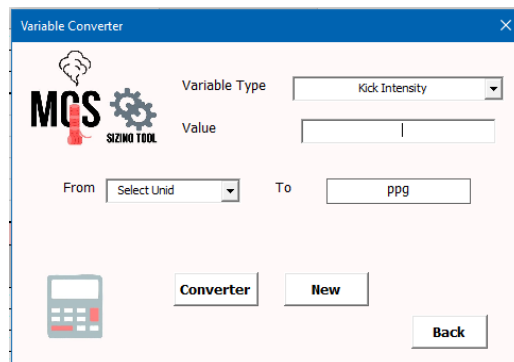 Variable Converter
MGS
SIZING TOOL
Variable Type
Kick Intensity
Value
From
Select Unid
To
ppg
Converter
New
Back